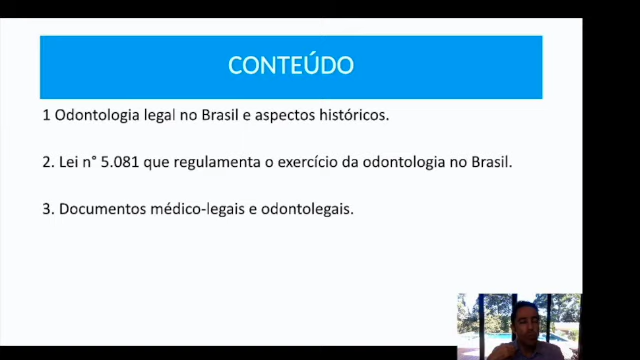 CONTEÚDO
1 Odontologia legal no Brasil e aspectos históricos.
2. Lei n° 5.081 que regulamenta o exercício da odontologia no Brasil.
3. Documentos médico-legais e odontolegais.